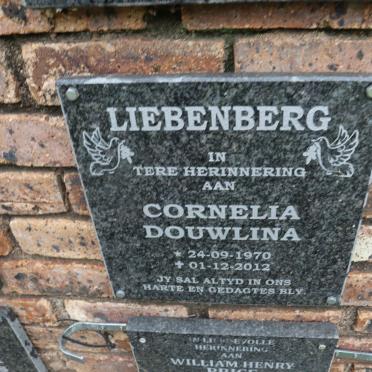 LIEBENBERG
IN
TERE HERINNERING
AAN
CORNELIA
DOUWLINA
* 24-09-1970
✝ 01-12-2012
JY SAL ALTYD IN ONS
HARTE EN GEDAGTES BLY.
HERINNERING
AAN
WILLIAM HENRY
PRICE